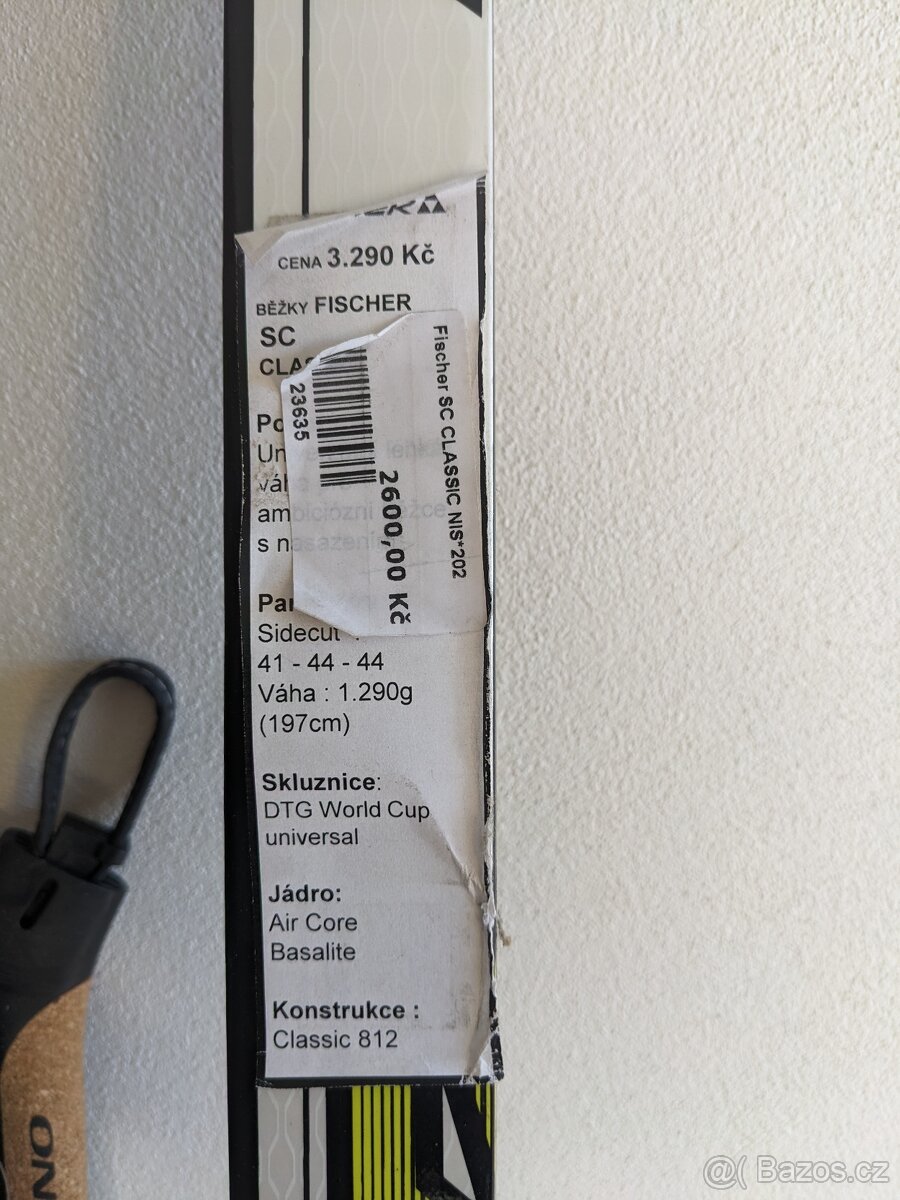 CENA 3.290 Kč
BĚŽKY FISCHER
SC
Fischer SC CLASSIC NIS*202
2600,00 Kč
23635
Sidecut :
41 - 44 - 44
Váha : 1.290g
(197cm)
Skluznice:
DTG World Cup
universal
Jádro:
Air Core
Basalite
Konstrukce :
Classic 812
ON
@( Bazos.cz